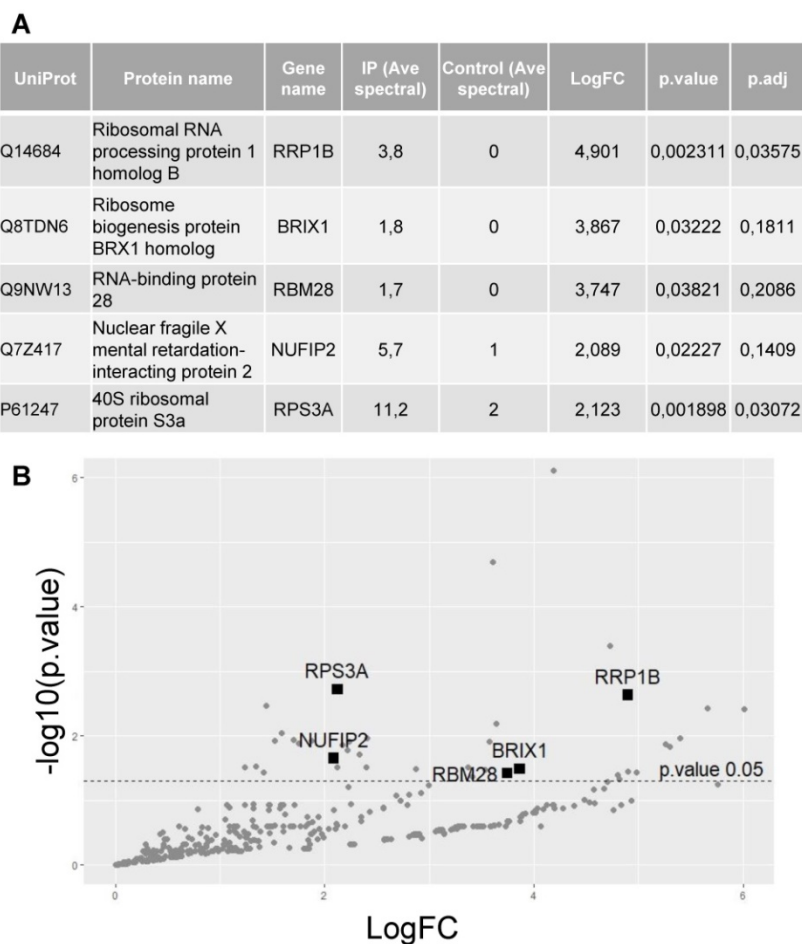 A
UniProt Protein name Gene name IP (Ave spectral) Control (Ave spectral) LogFC p.value p.adj
Q14684 Ribosomal RNA processing protein 1 homolog B RRP1B 3,8 0 4,901 0,002311 0,03575
Q8TDN6 Ribosome biogenesis protein BRX1 homolog BRIX1 1,8 0 3,867 0,03222 0,1811
Q9NW13 RNA-binding protein 28 RBM28 1,7 0 3,747 0,03821 0,2086
Q7Z417 Nuclear fragile X mental retardation-interacting protein 2 NUFIP2 5,7 1 2,089 0,02227 0,1409
P61247 40S ribosomal protein S3a RPS3A 11,2 2 2,123 0,001898 0,03072
B
-log10(p.value)
6
4
2
0
RPS3A
RRP1B
NUFIP2
BRIX1
RBM28
p.value 0.05
0 2 4 6
LogFC